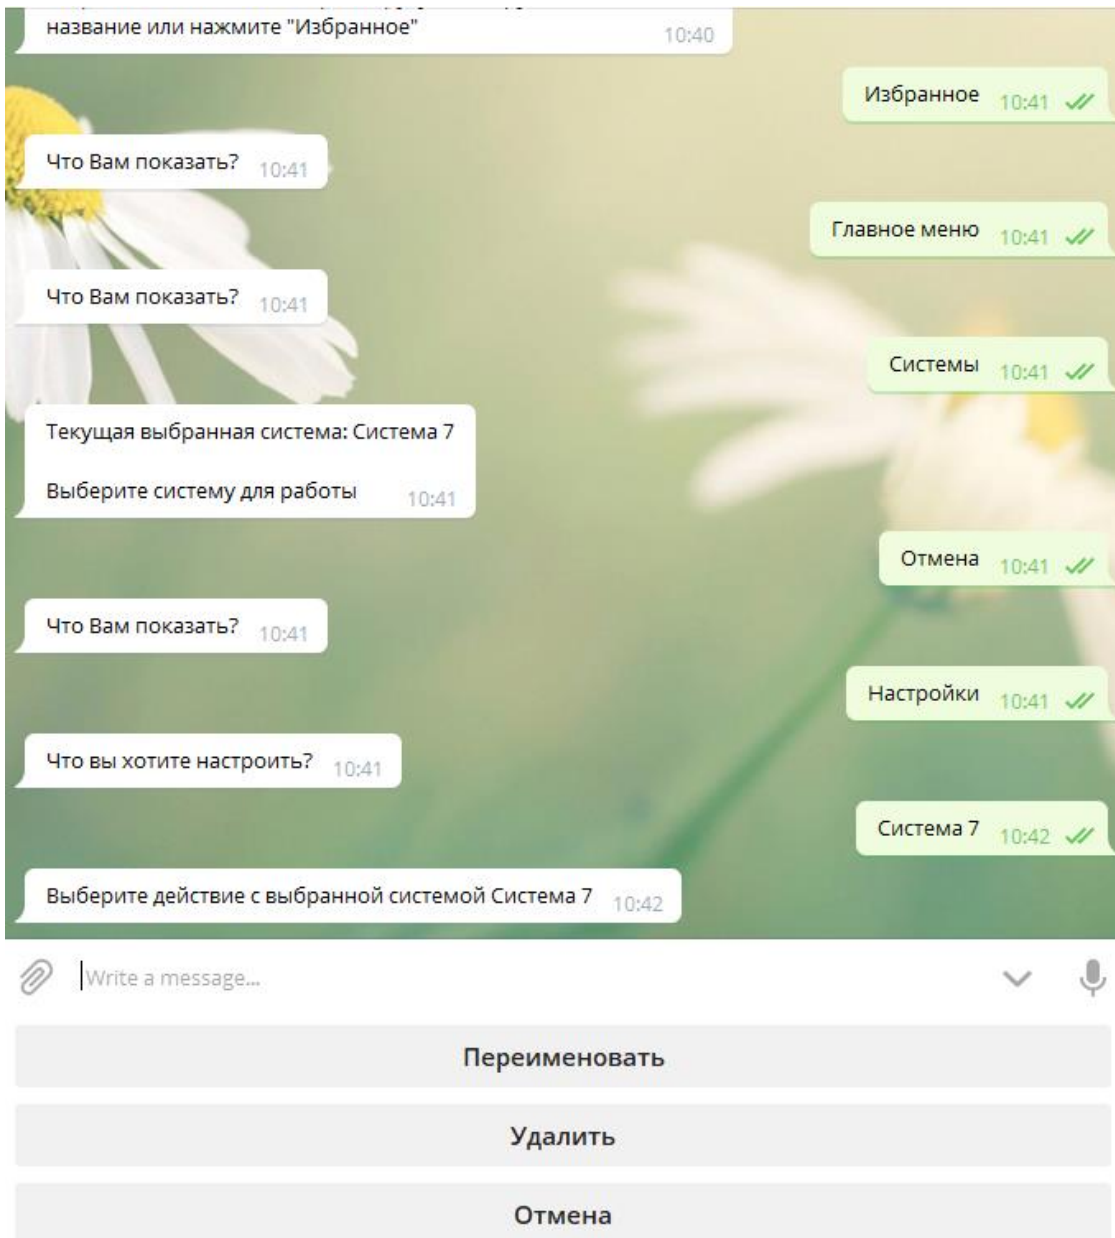 название или нажмите "Избранное" 10:40
Избранное 10:41
Что Вам показать? 10:41
Главное меню 10:41
Что Вам показать? 10:41
Системы 10:41
Текущая выбранная система: Система 7
Выберите систему для работы 10:41
Отмена 10:41
Что Вам показать? 10:41
Настройки 10:41
Что вы хотите настроить? 10:41
Система 7 10:42
Выберите действие с выбранной системой Система 7 10:42
Write a message...
Переименовать
Удалить
Отмена